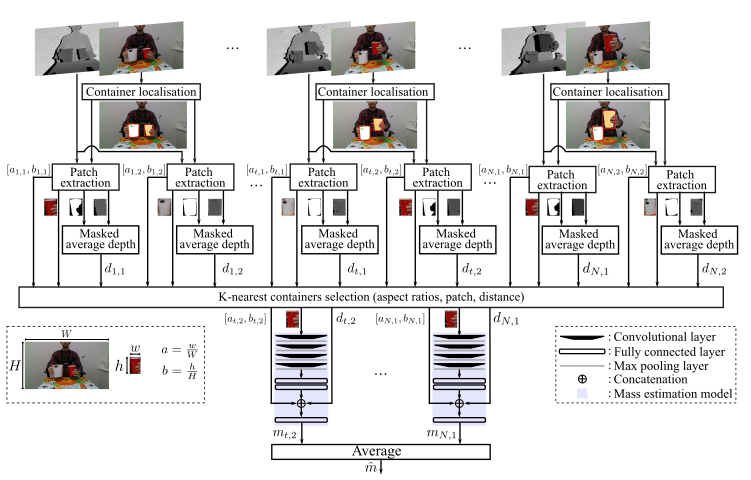 ... ...
Container localisation Container localisation Container localisation
[a_{1,1}, b_{1,1}] [a_{1,2}, b_{1,2}] [a_{t,1}, b_{t,1}] [a_{t,2}, b_{t,2}] [a_{N,1}, b_{N,1}] [a_{N,2}, b_{N,2}]
Patch extraction Patch extraction ... Patch extraction Patch extraction ... Patch extraction Patch extraction
Masked average depth Masked average depth Masked average depth Masked average depth Masked average depth Masked average depth
d_{1,1} d_{1,2} d_{t,1} d_{t,2} d_{N,1} d_{N,2}
K-nearest containers selection (aspect ratios, patch, distance)
[a_{t,2}, b_{t,2}] d_{t,2} [a_{N,1}, b_{N,1}] d_{N,1}
W
H
w
h
a = \frac{w}{W}
b = \frac{h}{H}
...
: Convolutional layer
: Fully connected layer
: Max pooling layer
⊕ : Concatenation
: Mass estimation model
m_{t,2} m_{N,1}
Average
\hat{m}